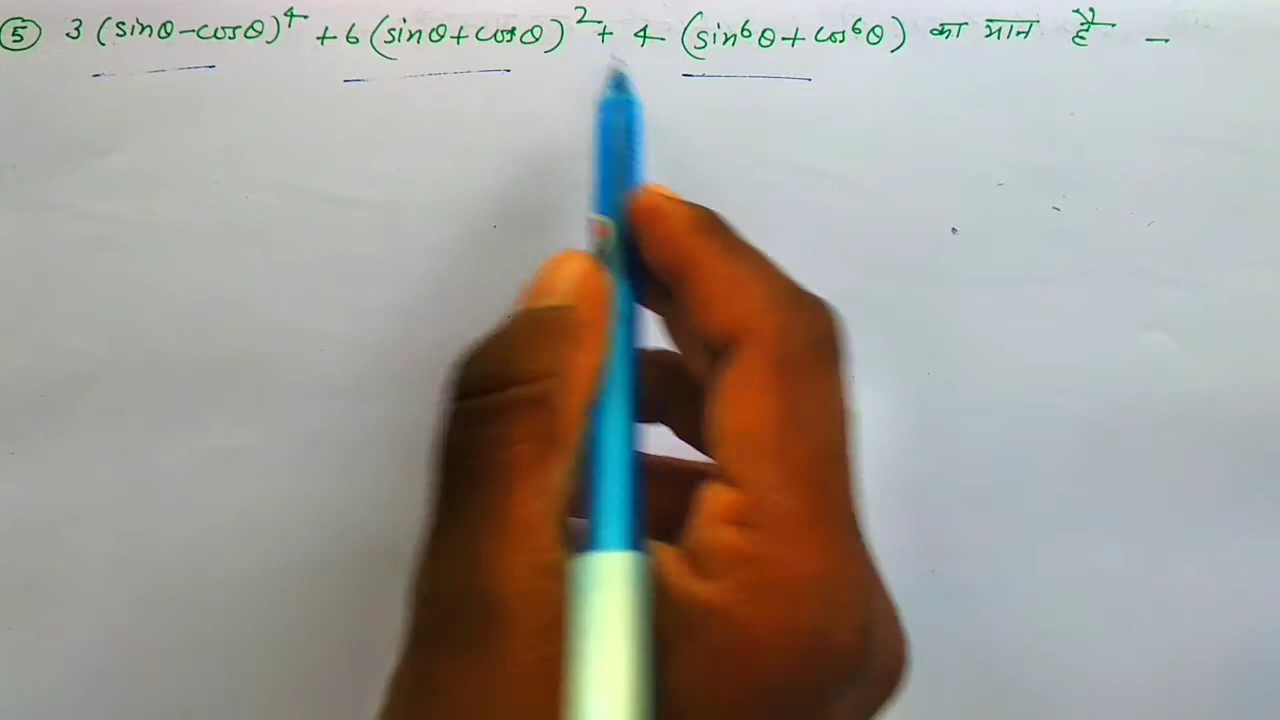 ⑤ 3 (sinθ-cosθ)⁴ + 6 (sinθ+cosθ)² + 4 (sin⁶θ + cos⁶θ) का मान है -